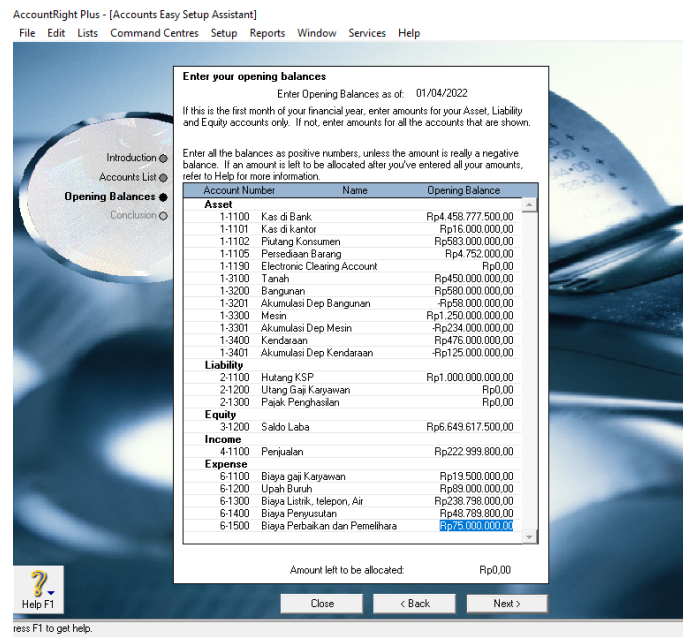 AccountRight Plus - [Accounts Easy Setup Assistant]
File Edit Lists Command Centres Setup Reports Window Services Help
Enter your opening balances
Enter Opening Balances as of: 01/04/2022
If this is the first month of your financial year, enter amounts for your Asset, Liability
and Equity accounts only. If not, enter amounts for all the accounts that are shown.
Enter all the balances as positive numbers, unless the amount is really a negative
balance. If an amount is left to be allocated after you've entered all your amounts,
refer to Help for more information.
Introduction
Accounts List
Opening Balances
Conclusion
Account Number Name Opening Balance
Asset
1-1100 Kas di Bank Rp4.458.777.500,00
1-1101 Kas di kantor Rp16.000.000,00
1-1102 Piutang Konsumen Rp583.000.000,00
1-1105 Persediaan Barang Rp4.752.000,00
1-1190 Electronic Clearing Account Rp0,00
1-3100 Tanah Rp450.000.000,00
1-3200 Bangunan Rp580.000.000,00
1-3201 Akumulasi Dep Bangunan -Rp58.000.000,00
1-3300 Mesin Rp1.250.000.000,00
1-3301 Akumulasi Dep Mesin -Rp234.000.000,00
1-3400 Kendaraan Rp476.000.000,00
1-3401 Akumulasi Dep Kendaraan -Rp125.000.000,00
Liability
2-1100 Hutang KSP Rp1.000.000.000,00
2-1200 Utang Gaji Karyawan Rp0,00
2-1300 Pajak Penghasilan Rp0,00
Equity
3-1200 Saldo Laba Rp6.649.617.500,00
Income
4-1100 Penjualan Rp222.999.800,00
Expense
6-1100 Biaya gaji Karyawan Rp19.500.000,00
6-1200 Upah Buruh Rp89.000.000,00
6-1300 Biaya Listrik, telepon, Air Rp238.798.000,00
6-1400 Biaya Penyusutan Rp48.789.800,00
6-1500 Biaya Perbaikan dan Pemelihara Rp75.000.000,00
Amount left to be allocated: Rp0,00
Help F1
Close < Back Next >
ress F1 to get help.